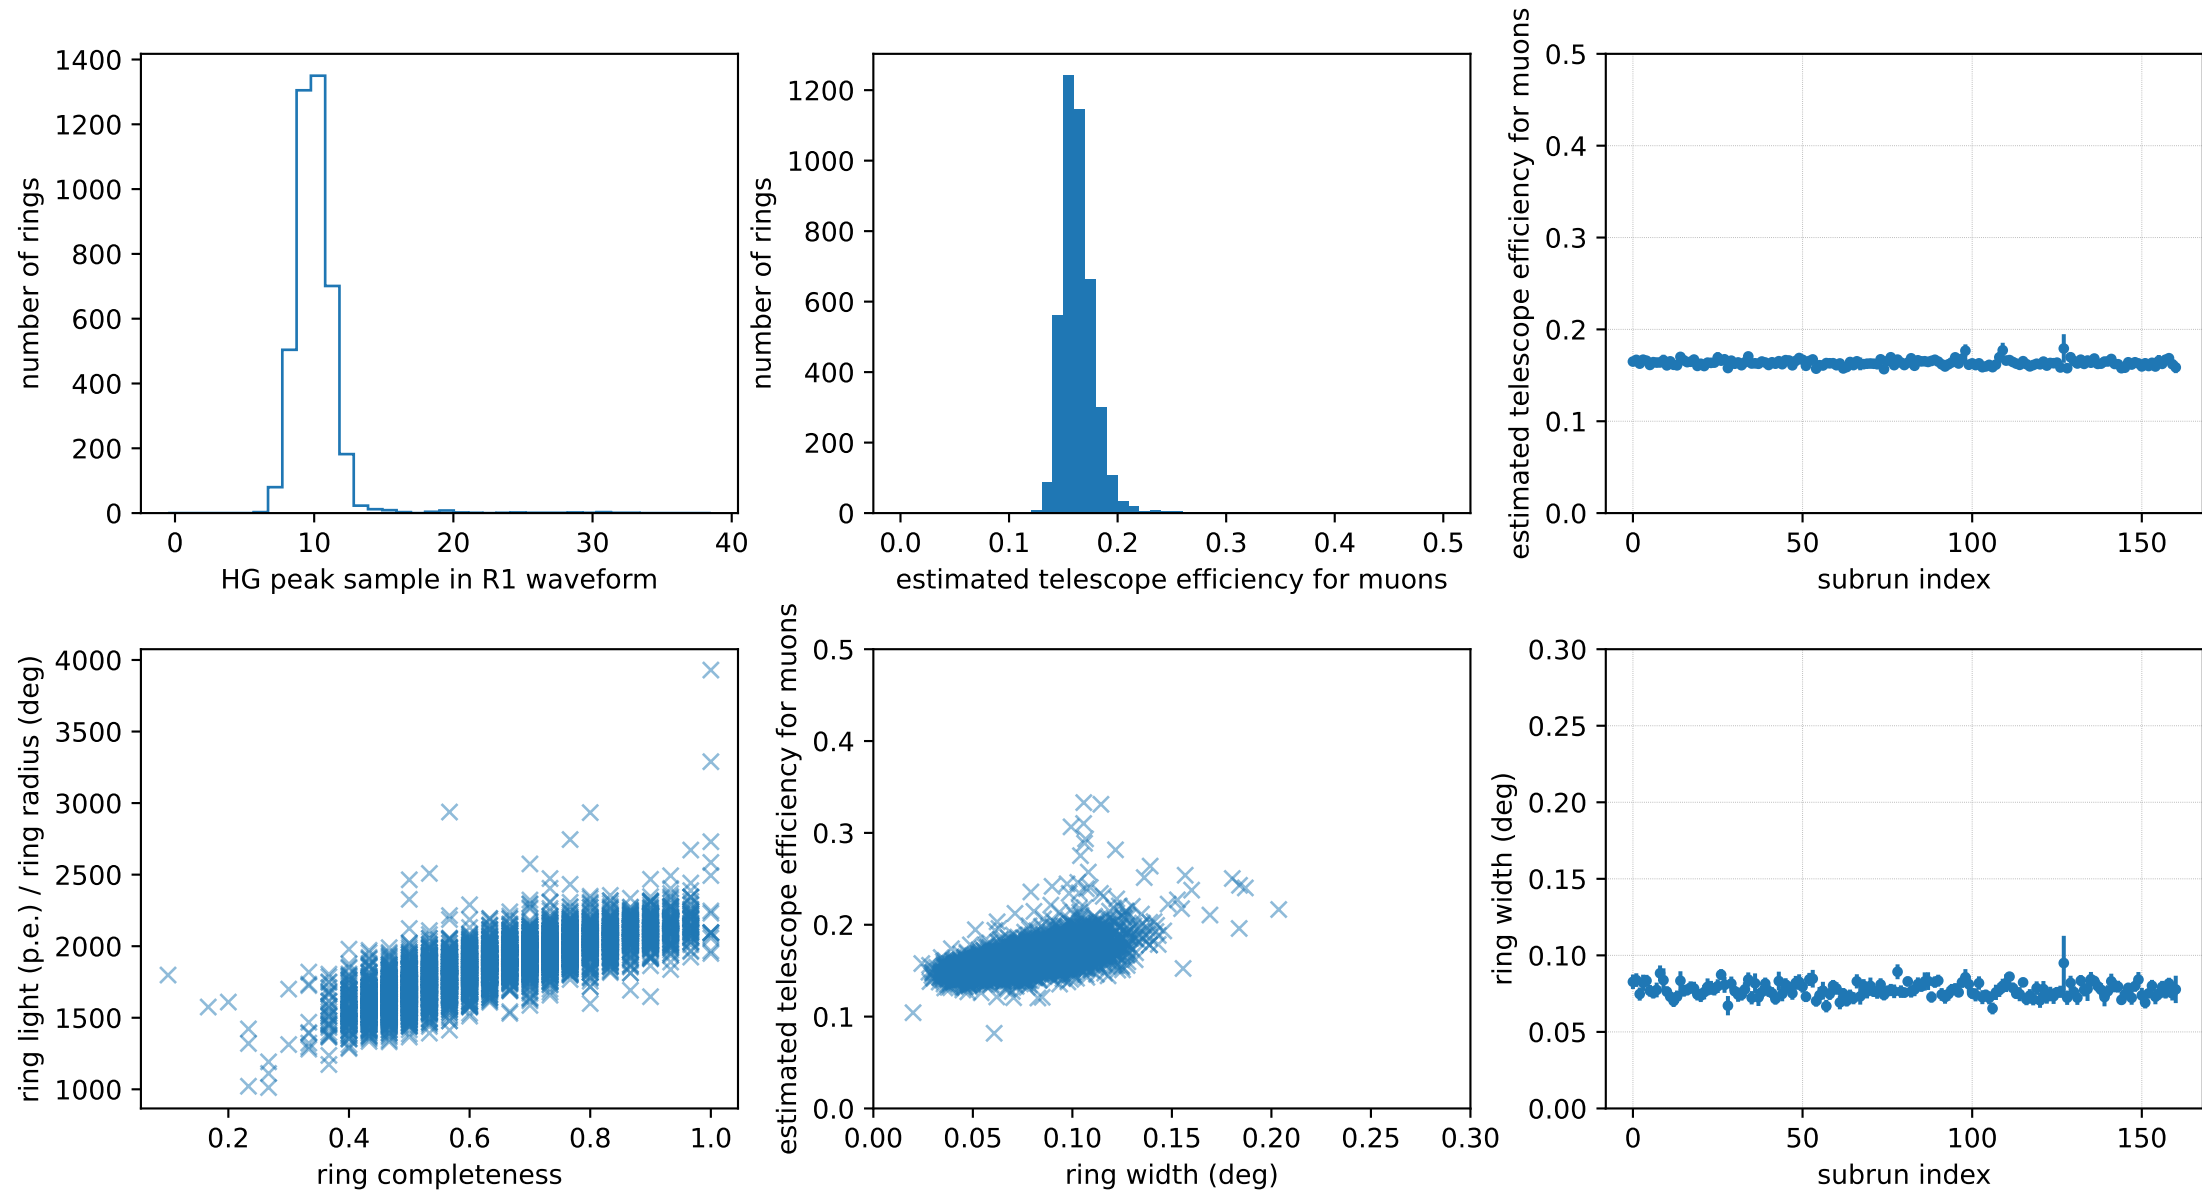 1400
1200
1000
800
600
400
200
0
number of rings
0 10 20 30 40
HG peak sample in R1 waveform
1200
1000
800
600
400
200
0
number of rings
0.0 0.1 0.2 0.3 0.4 0.5
estimated telescope efficiency for muons
0.5
0.4
0.3
0.2
0.1
0.0
estimated telescope efficiency for muons
0 50 100 150
subrun index
4000
3500
3000
2500
2000
1500
1000
ring light (p.e.) / ring radius (deg)
0.2 0.4 0.6 0.8 1.0
ring completeness
0.5
0.4
0.3
0.2
0.1
0.0
estimated telescope efficiency for muons
0.00 0.05 0.10 0.15 0.20 0.25 0.30
ring width (deg)
0.30
0.25
0.20
0.15
0.10
0.05
0.00
ring width (deg)
0 50 100 150
subrun index